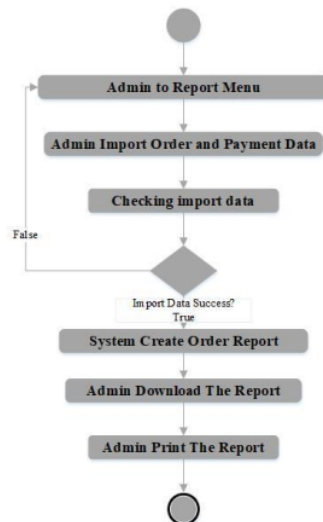 Admin to Report Menu
Admin Import Order and Payment Data
Checking import data
False
Import Data Success?
True
System Create Order Report
Admin Download The Report
Admin Print The Report